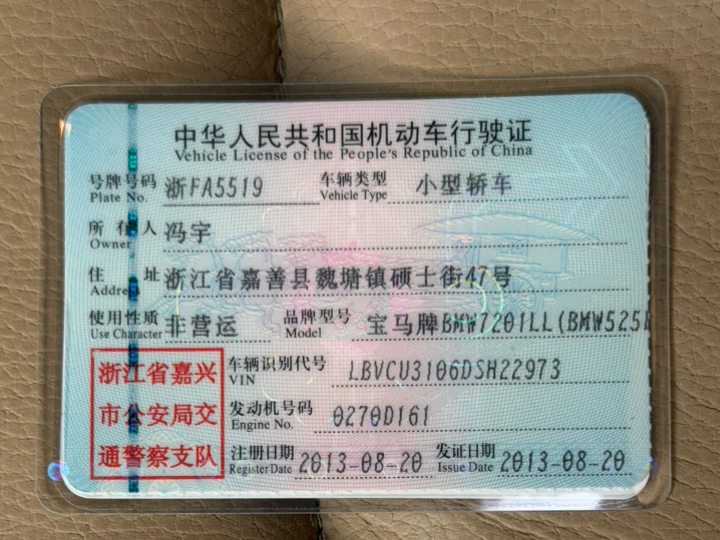 中华人民共和国机动车行驶证
Vehicle License of the People's Republic of China
号牌号码 浙FA5519 车辆类型 小型轿车
Plate No. Vehicle Type
所有人 冯宇
Owner
住址 浙江省嘉善县魏塘镇硕士街47号
Address
使用性质 非营运 品牌型号 宝马牌BMW7201LL(BMW525
Use Character Model
浙江省嘉兴
市公安局交
通警察支队
车辆识别代号 LBVCU3106DSH22973
VIN
发动机号码 0270D161
Engine No.
注册日期 2013-08-20 发证日期 2013-08-20
Register Date Issue Date